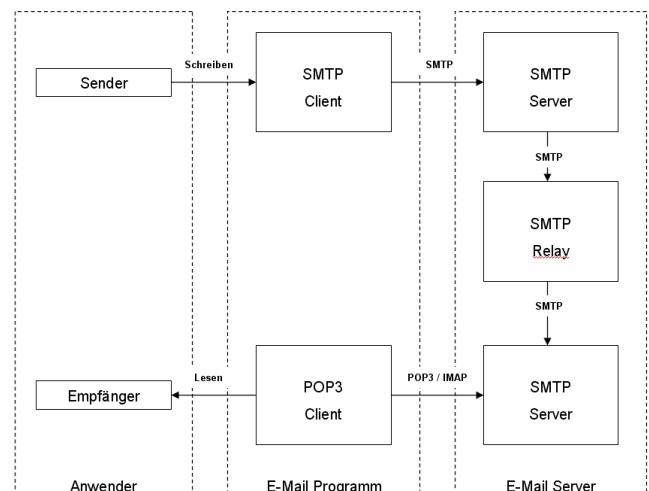 Schreiben
SMTP
Sender
SMTP
Client
SMTP
Server
SMTP
SMTP
Relay
SMTP
Lesen
POP3 / IMAP
Empfänger
POP3
Client
SMTP
Server
Anwender
E-Mail Programm
E-Mail Server